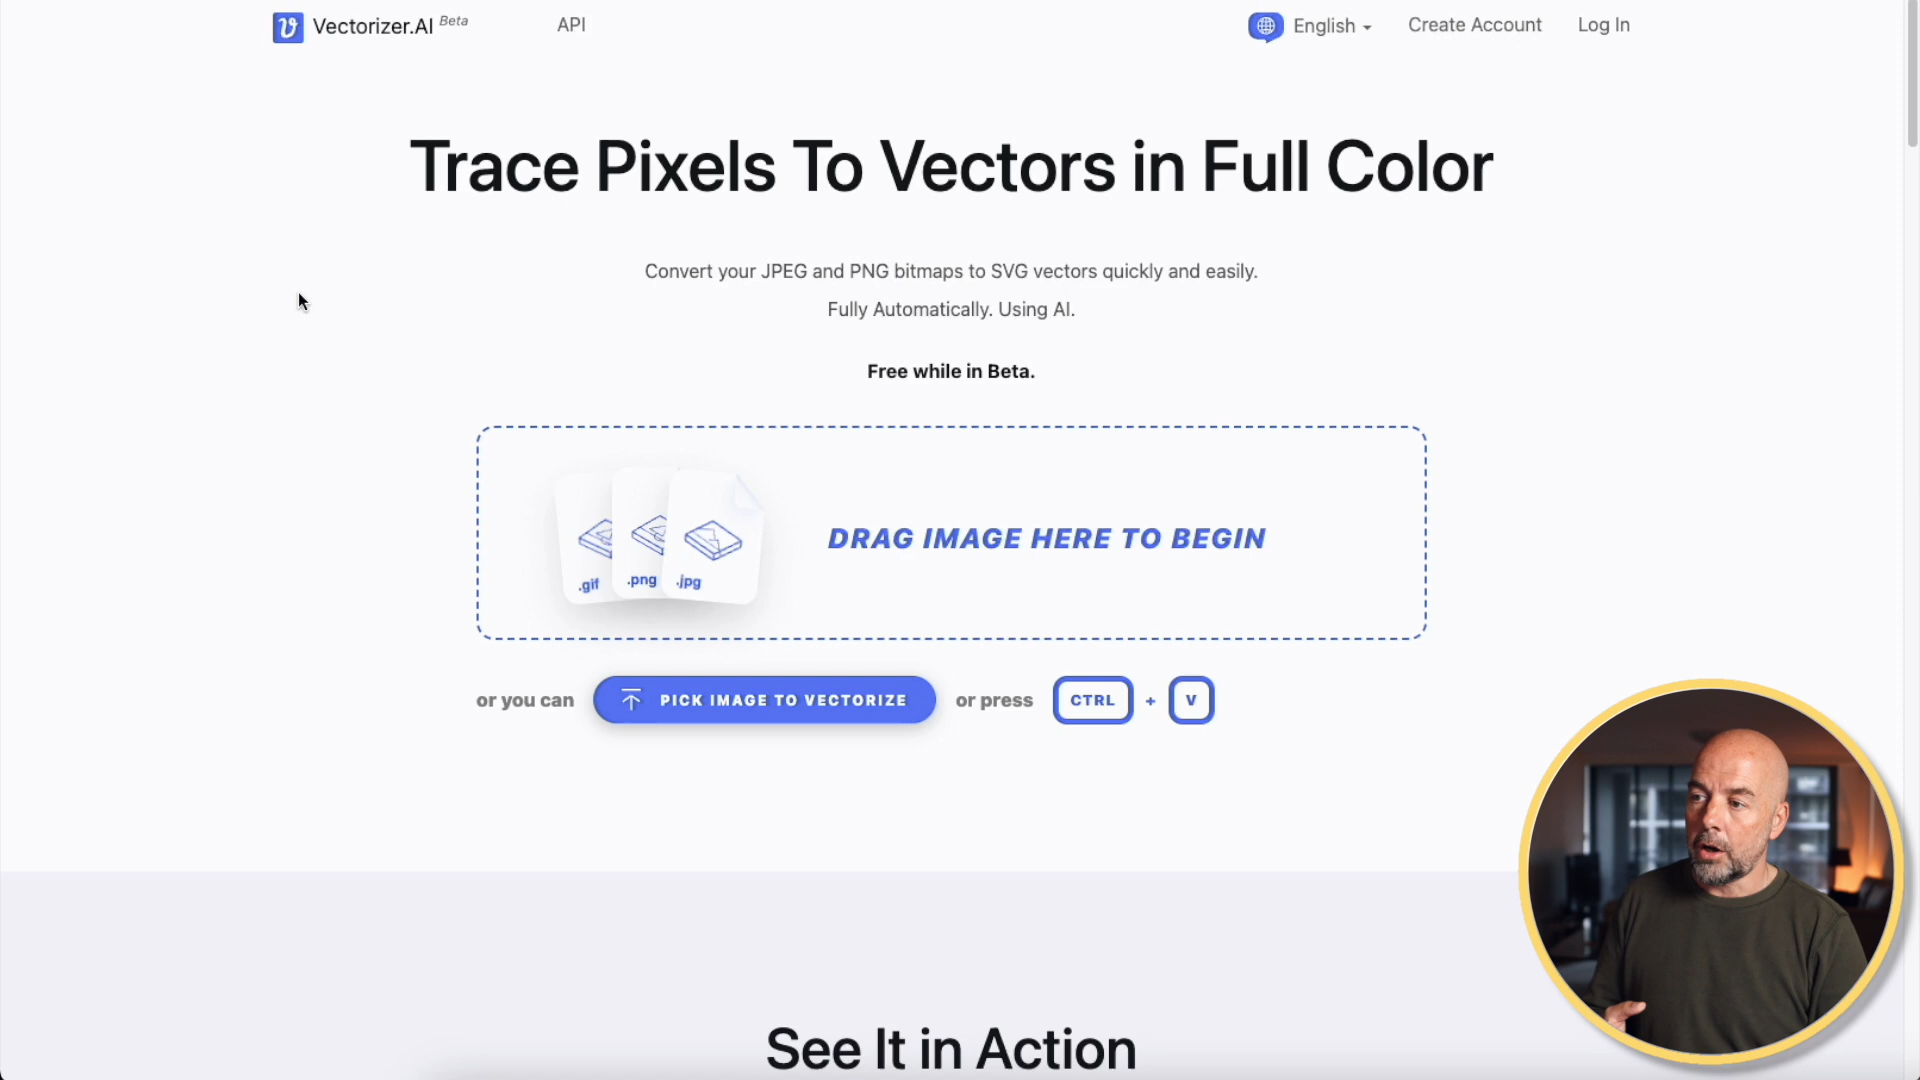 Vectorizer.AI Beta
API
English
Create Account
Log In
Trace Pixels To Vectors in Full Color
Convert your JPEG and PNG bitmaps to SVG vectors quickly and easily.
Fully Automatically. Using AI.
Free while in Beta.
.gif
.png
.jpg
DRAG IMAGE HERE TO BEGIN
or you can
PICK IMAGE TO VECTORIZE
or press
CTRL + V
See It in Action